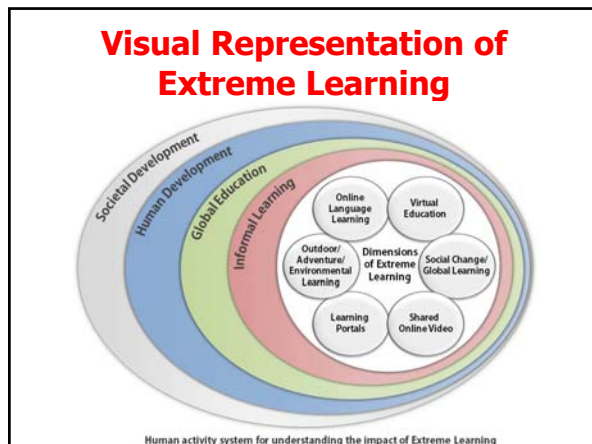 Visual Representation of
Extreme Learning
Societal Development
Human Development
Global Education
Informal Learning
Online
Language
Learning
Virtual
Education
Outdoor/
Adventure/
Environmental
Learning
Dimensions
of Extreme
Learning
Social Change/
Global Learning
Learning
Portals
Shared
Online Video
Human activity system for understanding the impact of Extreme Learning